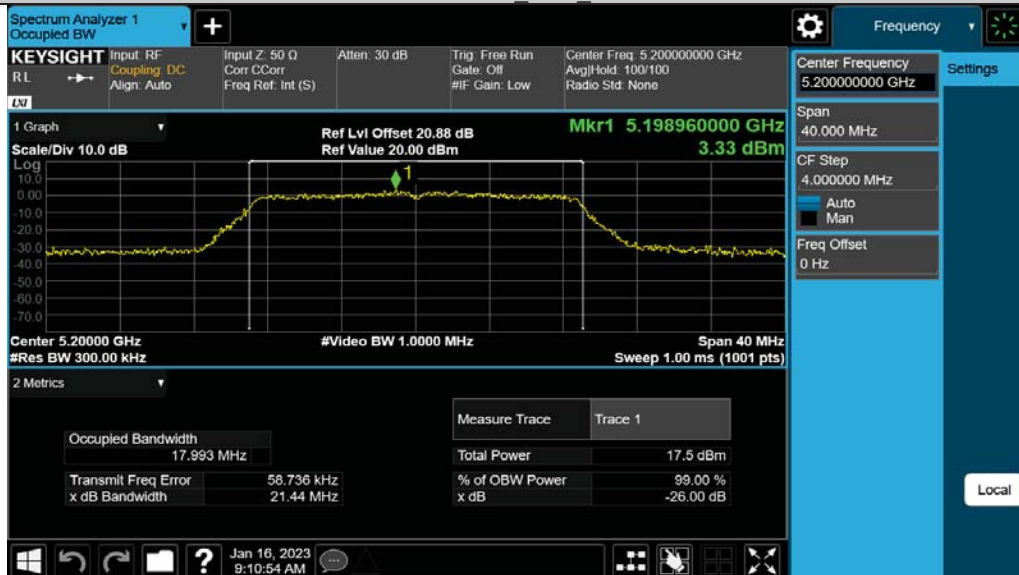 Spectrum Analyzer 1
Occupied BW
+
Frequency
KEYSIGHT
RL
LXI
Input: RF
Coupling: DC
Align: Auto
Input Z: 50 Ω
Corr CCorr
Freq Ref: Int (S)
Atten: 30 dB
Trig: Free Run
Gate: Off
#IF Gain: Low
Center Freq: 5.200000000 GHz
Avg|Hold: 100/100
Radio Std: None
1 Graph
Scale/Div 10.0 dB
Ref Lvl Offset 20.88 dB
Ref Value 20.00 dBm
Mkr1 5.198960000 GHz
3.33 dBm
Log
10.0
0.00
-10.0
-20.0
-30.0
-40.0
-50.0
-60.0
-70.0
1
Center 5.20000 GHz
#Res BW 300.00 kHz
#Video BW 1.0000 MHz
Span 40 MHz
Sweep 1.00 ms (1001 pts)
2 Metrics
Measure Trace Trace 1
Occupied Bandwidth
17.993 MHz
Total Power 17.5 dBm
Transmit Freq Error 58.736 kHz
% of OBW Power 99.00 %
x dB Bandwidth 21.44 MHz
x dB -26.00 dB
?
Jan 16, 2023
9:10:54 AM
Center Frequency
5.200000000 GHz
Settings
Span
40.000 MHz
CF Step
4.000000 MHz
Auto
Man
Freq Offset
0 Hz
Local